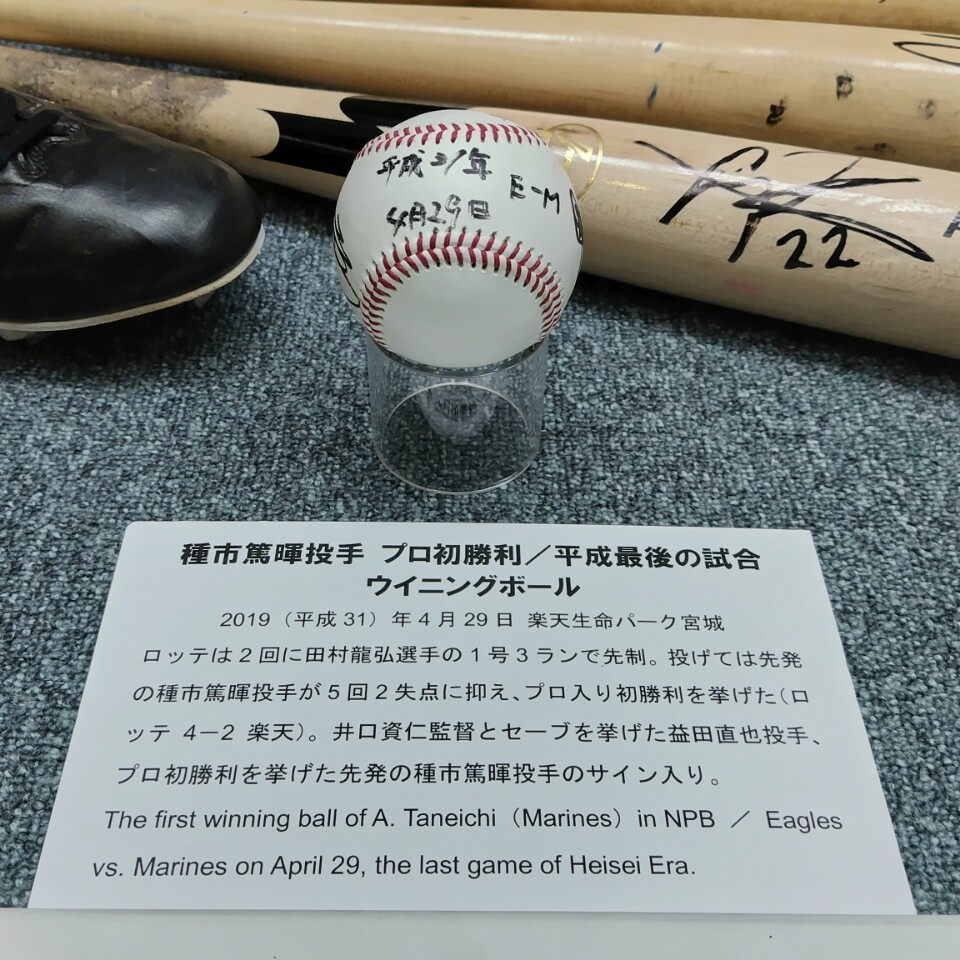 平成31年
4月29日
E-M
22
種市篤暉投手 プロ初勝利／平成最後の試合
ウイニングボール
2019（平成31）年4月29日 楽天生命パーク宮城
ロッテは2回に田村龍弘選手の1号3ランで先制。投げては先発
の種市篤暉投手が5回2失点に抑え、プロ入り初勝利を挙げた（ロ
ッテ 4－2 楽天）。井口資仁監督とセーブを挙げた益田直也投手、
プロ初勝利を挙げた先発の種市篤暉投手のサイン入り。
The first winning ball of A. Taneichi（Marines）in NPB ／ Eagles
vs. Marines on April 29, the last game of Heisei Era.